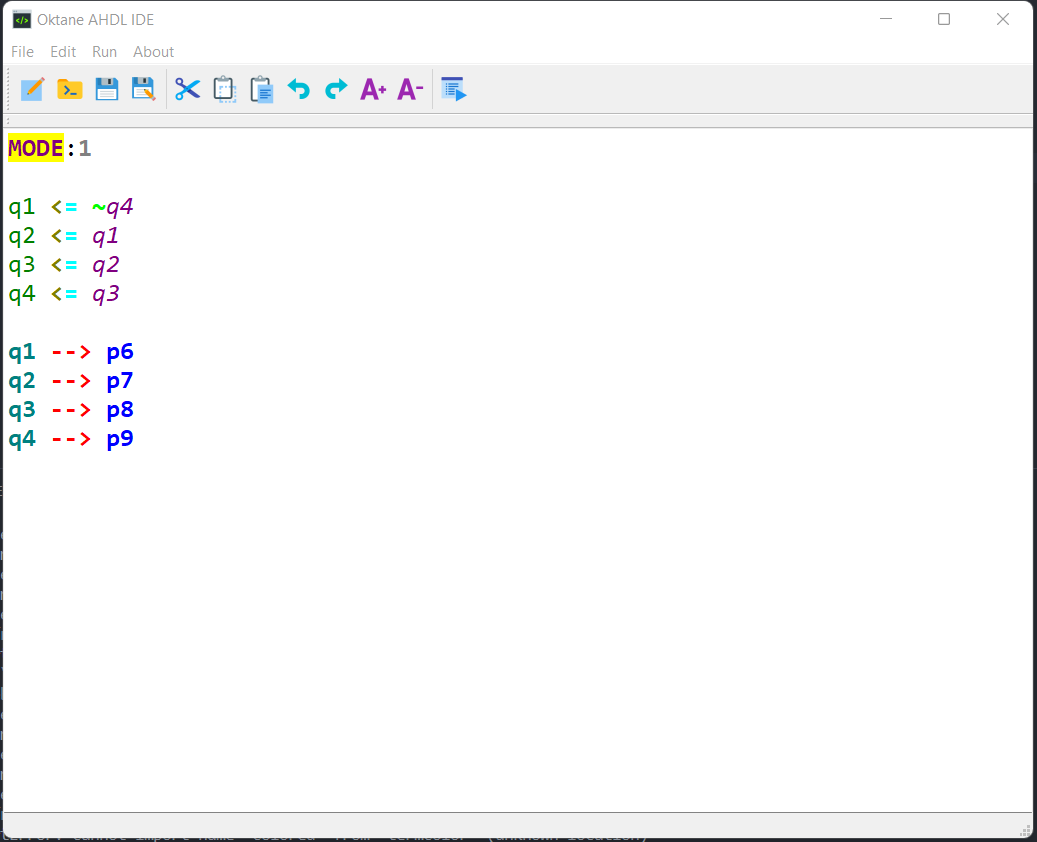 Oktane AHDL IDE
File Edit Run About
MODE:1
q1 <= ~q4
q2 <= q1
q3 <= q2
q4 <= q3
q1 --> p6
q2 --> p7
q3 --> p8
q4 --> p9